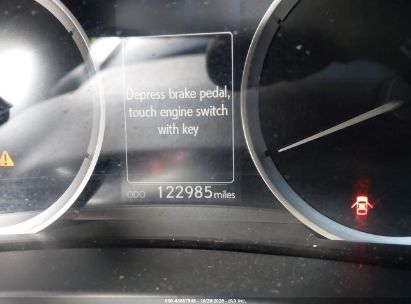 Depress brake pedal,
touch engine switch
with key
ODO 122985 miles